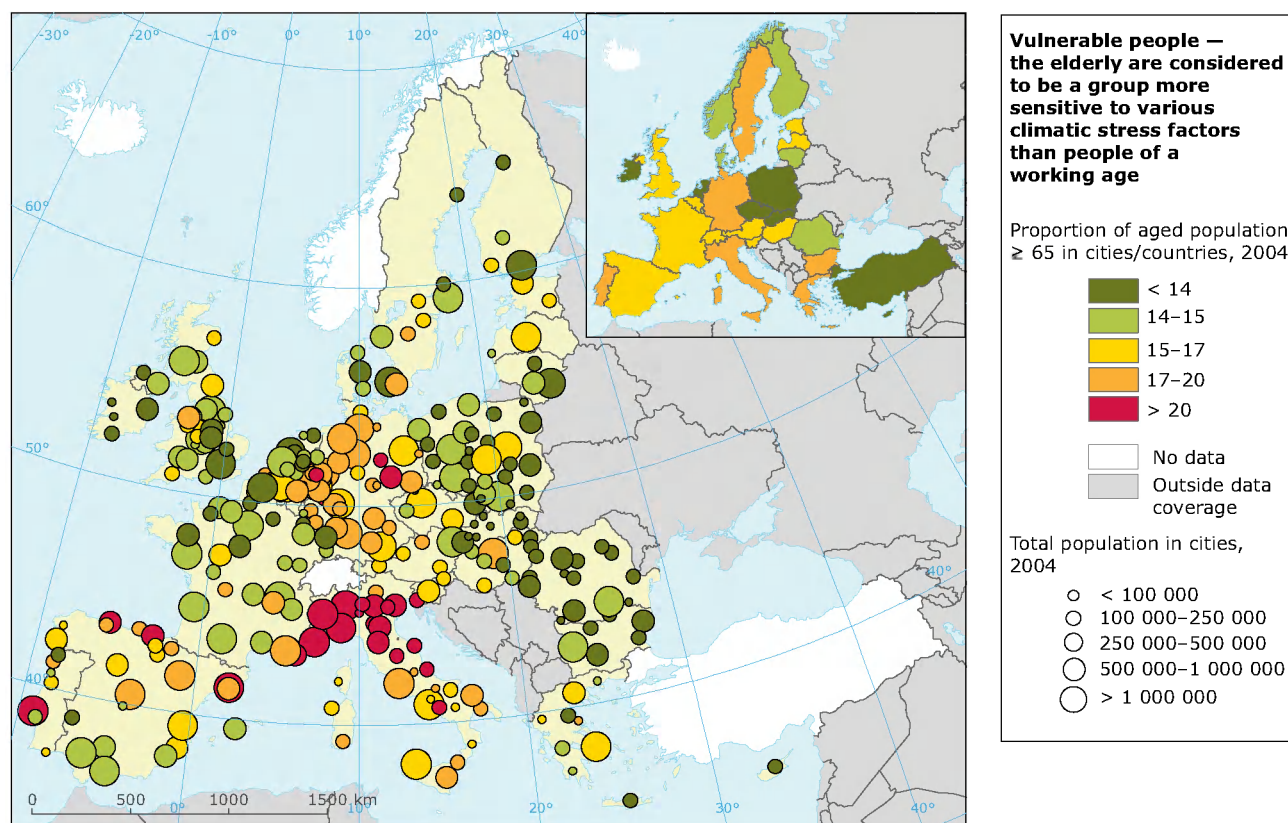 -30°
-20°
-10°
0°
10°
20°
30°
40°
60°
50°
40°
40°
0
500
1000
1500 km
0°
10°
20°
30°
40°
Vulnerable people —
the elderly are considered
to be a group more
sensitive to various
climatic stress factors
than people of a
working age
Proportion of aged population
≥ 65 in cities/countries, 2004
< 14
14–15
15–17
17–20
> 20
No data
Outside data
coverage
Total population in cities,
2004
< 100 000
100 000–250 000
250 000–500 000
500 000–1 000 000
> 1 000 000